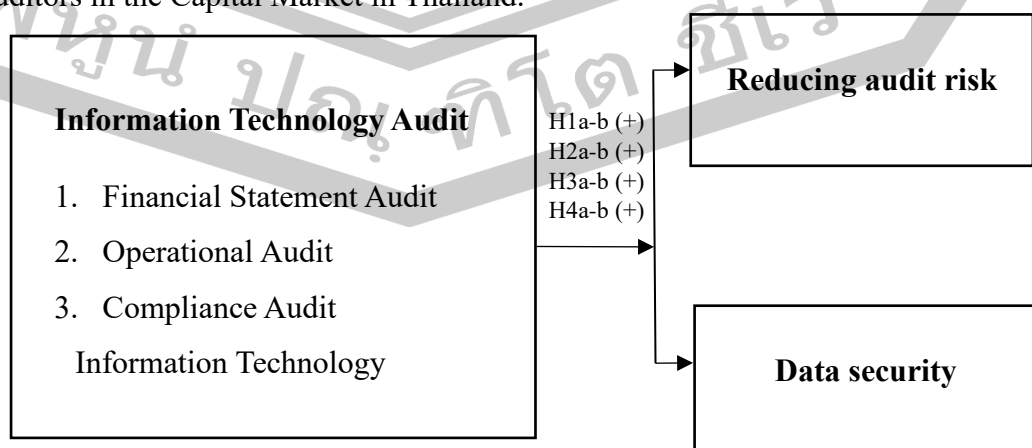 uditors in the Capital Market in Thailand.
Information Technology Audit
1. Financial Statement Audit
2. Operational Audit
3. Compliance Audit
Information Technology
H1a-b (+)
H2a-b (+)
H3a-b (+)
H4a-b (+)
Reducing audit risk
Data security